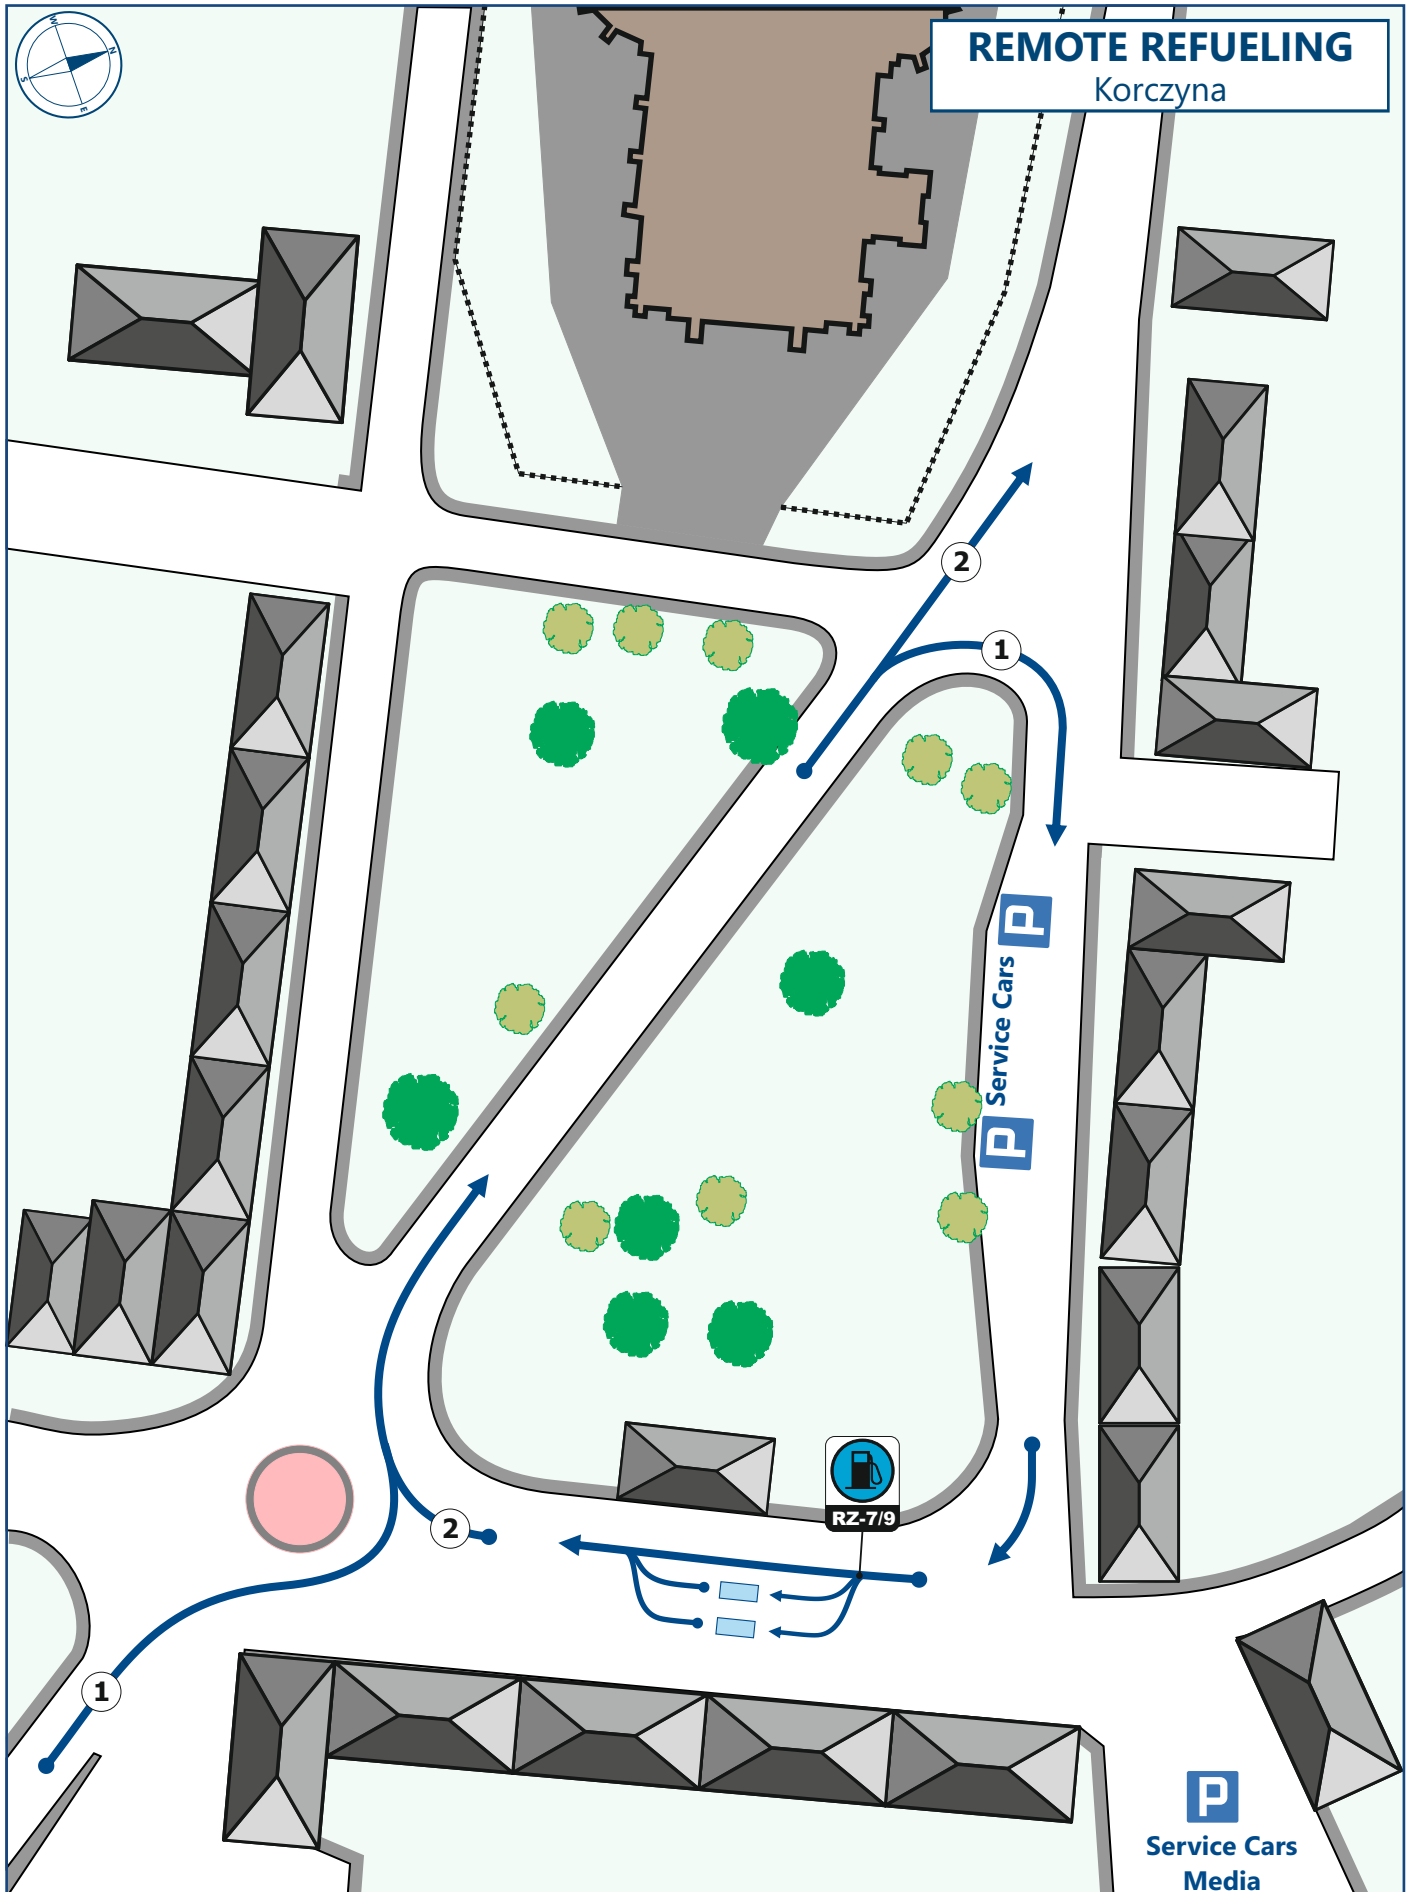 W
N
S
E
REMOTE REFUELING
Korczyna
2
1
P
Service Cars
P
RZ-7/9
2
1
P
Service Cars
Media